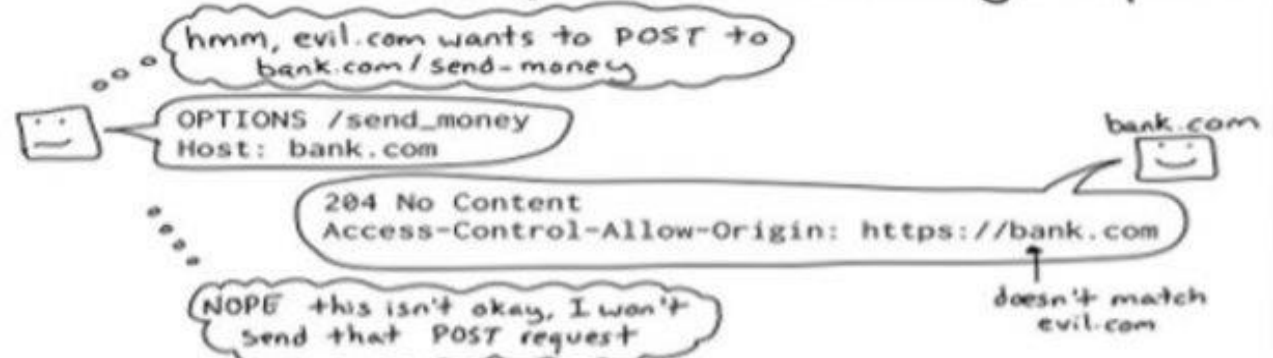 hmm, evil.com wants to POST to
bank.com/send-money
OPTIONS /send_money
Host: bank.com
bank.com
204 No Content
Access-Control-Allow-Origin: https://bank.com
doesn't match
evil.com
NOPE this isn't okay, I won't
send that POST request